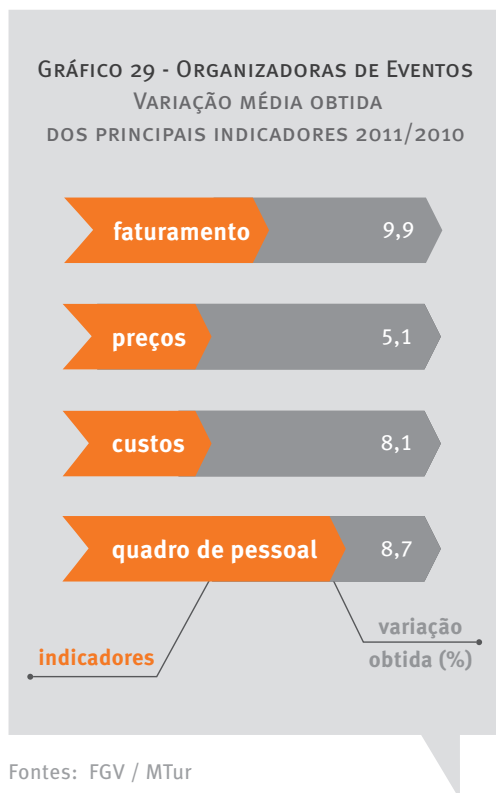 Gráfico 29 - Organizadoras de Eventos
Variação média obtida
dos principais indicadores 2011/2010
faturamento 9,9
preços 5,1
custos 8,1
quadro de pessoal 8,7
indicadores
variação
obtida (%)
Fontes: FGV / MTur